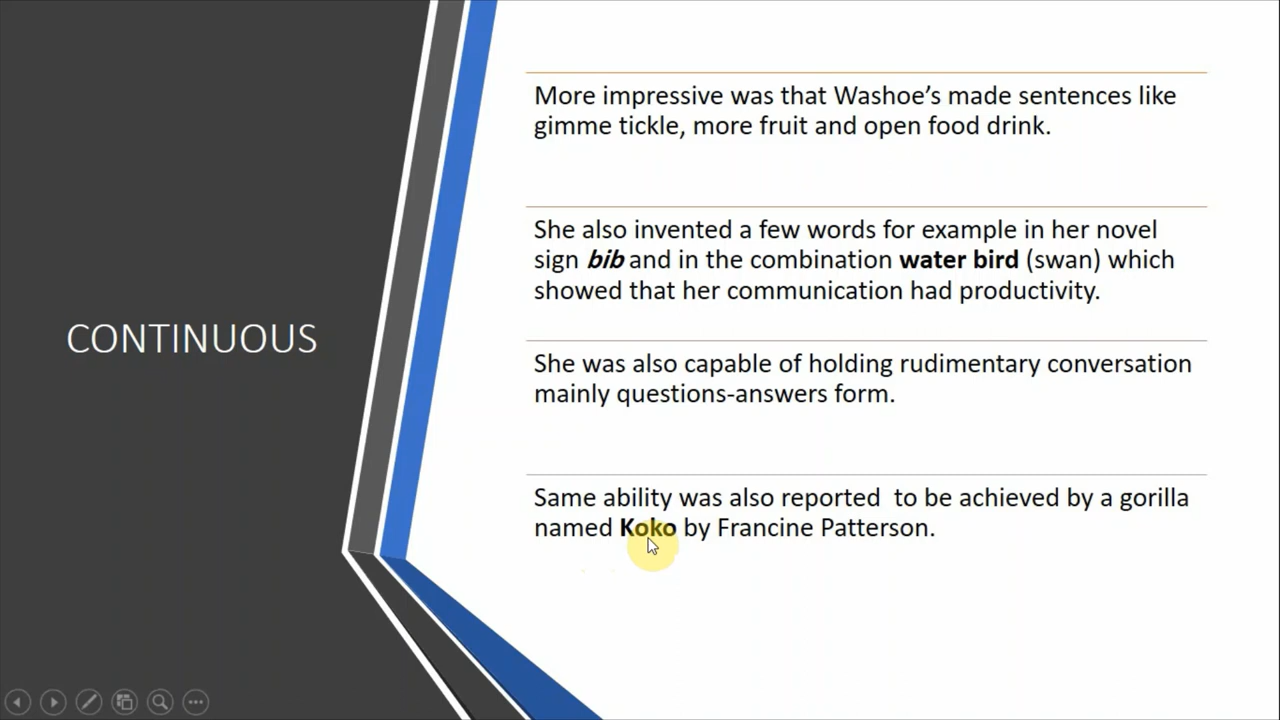 CONTINUOUS
More impressive was that Washoe’s made sentences like
gimme tickle, more fruit and open food drink.
She also invented a few words for example in her novel
sign bib and in the combination water bird (swan) which
showed that her communication had productivity.
She was also capable of holding rudimentary conversation
mainly questions-answers form.
Same ability was also reported  to be achieved by a gorilla
named Koko by Francine Patterson.